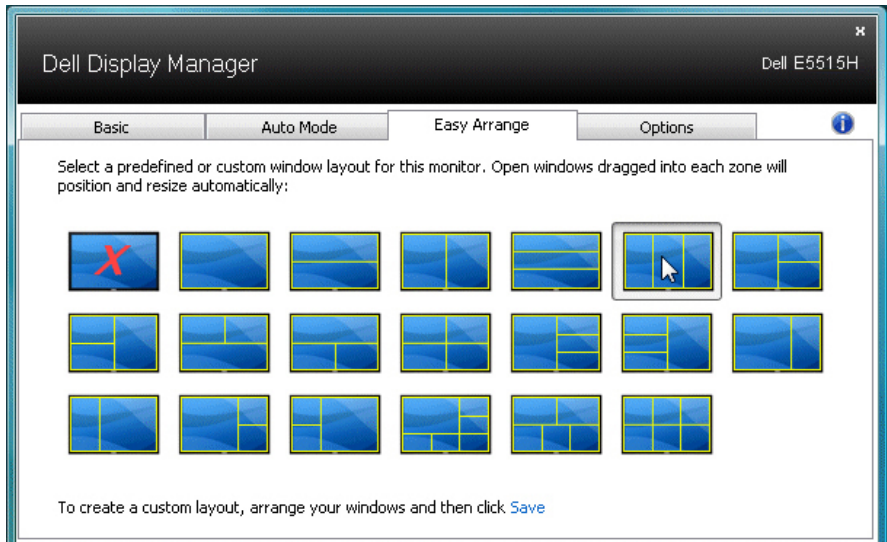 x
Dell Display Manager
Dell E5515H
Basic Auto Mode Easy Arrange Options i
Select a predefined or custom window layout for this monitor. Open windows dragged into each zone will
position and resize automatically:
X
To create a custom layout, arrange your windows and then click Save